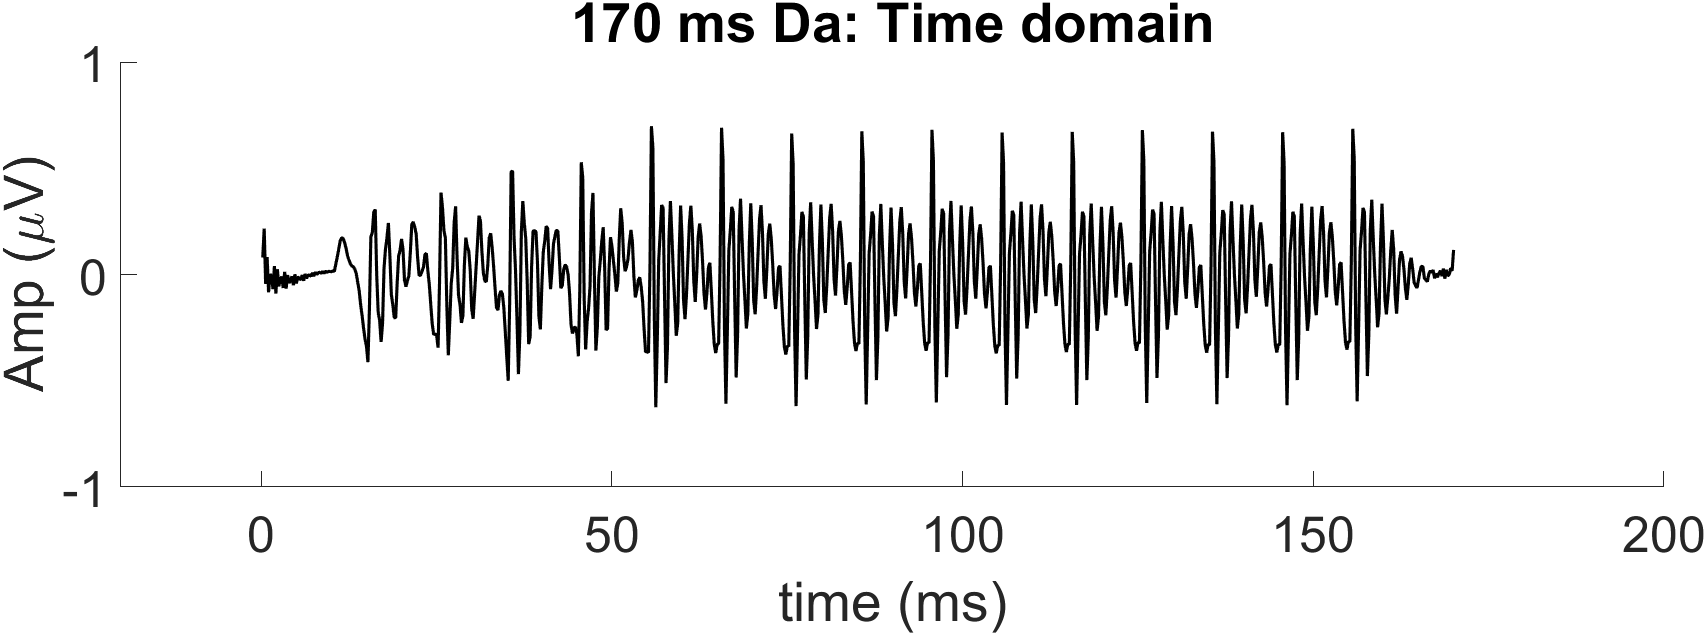 170 ms Da: Time domain
Amp (μV)
1
0
-1
0 50 100 150 200
time (ms)